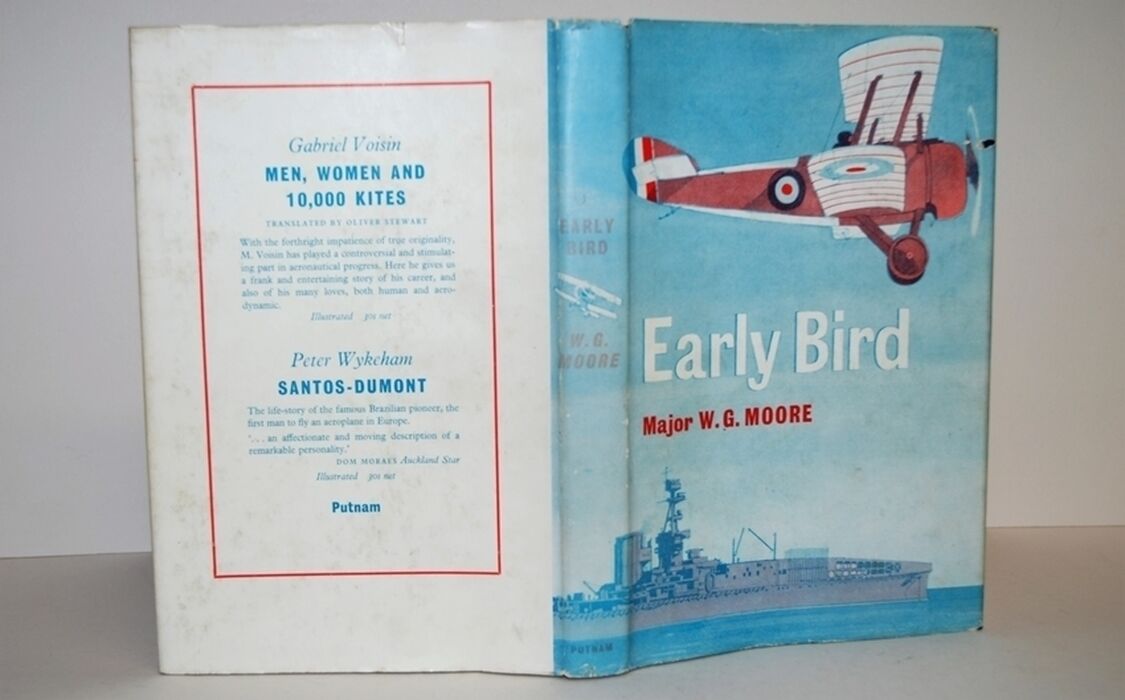 Gabriel Voisin
MEN, WOMEN AND
10,000 KITES
TRANSLATED BY OLIVER STEWART
With the forthright impatience of true originality,
M. Voisin has played a controversial and stimulat-
ing part in aeronautical progress. Here he gives us
a frank and entertaining story of his career, and
also of his many loves, both human and aero-
dynamic.
Illustrated 30s net
Peter Wykeham
SANTOS-DUMONT
The life-story of the famous Brazilian pioneer, the
first man to fly an aeroplane in Europe.
'. . . an affectionate and moving description of a
remarkable personality.'
DOM MORAES Auckland Star
Illustrated 30s net
Putnam
EARLY
BIRD
W. G.
MOORE
PUTNAM
Early Bird
Major W. G. MOORE